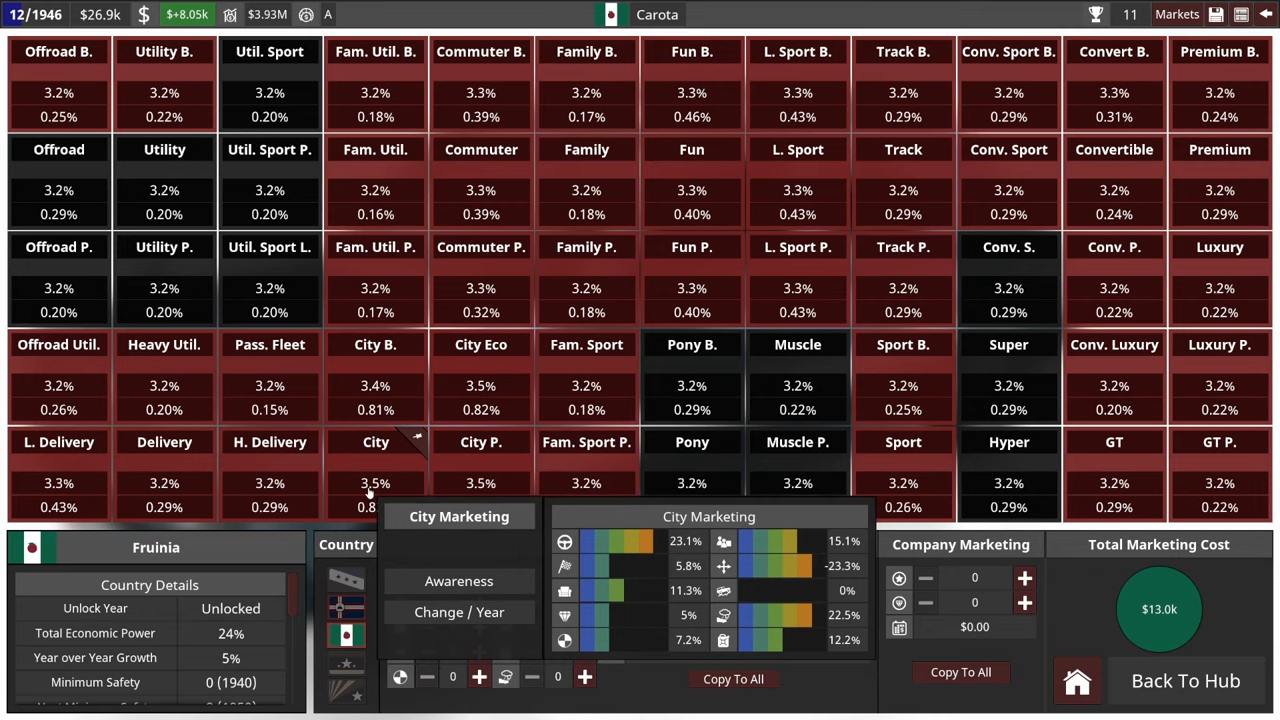 12/1946 $26.9k $ $+8.05k $3.93M A Carota 11 Markets
Offroad B. Utility B. Util. Sport Fam. Util. B. Commuter B. Family B. Fun B. L. Sport B. Track B. Conv. Sport B. Convert B. Premium B.
3.2% 3.2% 3.2% 3.2% 3.3% 3.2% 3.3% 3.3% 3.2% 3.2% 3.3% 3.2%
0.25% 0.22% 0.20% 0.18% 0.39% 0.17% 0.46% 0.43% 0.29% 0.29% 0.31% 0.24%
Offroad Utility Util. Sport P. Fam. Util. Commuter Family Fun L. Sport Track Conv. Sport Convertible Premium
3.2% 3.2% 3.2% 3.2% 3.3% 3.2% 3.3% 3.3% 3.2% 3.2% 3.2% 3.2%
0.29% 0.20% 0.20% 0.16% 0.39% 0.18% 0.40% 0.43% 0.29% 0.29% 0.24% 0.29%
Offroad P. Utility P. Util. Sport L. Fam. Util. P. Commuter P. Family P. Fun P. L. Sport P. Track P. Conv. S. Conv. P. Luxury
3.2% 3.2% 3.2% 3.2% 3.3% 3.2% 3.3% 3.3% 3.2% 3.2% 3.2% 3.2%
0.20% 0.20% 0.20% 0.17% 0.32% 0.18% 0.40% 0.43% 0.29% 0.29% 0.22% 0.22%
Offroad Util. Heavy Util. Pass. Fleet City B. City Eco Fam. Sport Pony B. Muscle Sport B. Super Conv. Luxury Luxury P.
3.2% 3.2% 3.2% 3.4% 3.5% 3.2% 3.2% 3.2% 3.2% 3.2% 3.2% 3.2%
0.26% 0.20% 0.15% 0.81% 0.82% 0.18% 0.29% 0.22% 0.25% 0.29% 0.20% 0.22%
L. Delivery Delivery H. Delivery City City P. Fam. Sport P. Pony Muscle P. Sport Hyper GT GT P.
3.3% 3.2% 3.2% 3.5% 3.5% 3.2% 3.2% 3.2% 3.2% 3.2% 3.2% 3.2%
0.43% 0.29% 0.29% 0.26% 0.29% 0.22% 0.22%
City Marketing City Marketing
23.1% 15.1%
5.8% -23.3%
Awareness 11.3% 0%
Change / Year 5% 22.5%
7.2% 12.2%
Fruinia Country Company Marketing Total Marketing Cost
Country Details
Unlock Year Unlocked
Total Economic Power 24%
Year over Year Growth 5%
Minimum Safety 0 (1940)
0 0 Copy To All
0
0
$0.00
Copy To All
$13.0k
Back To Hub